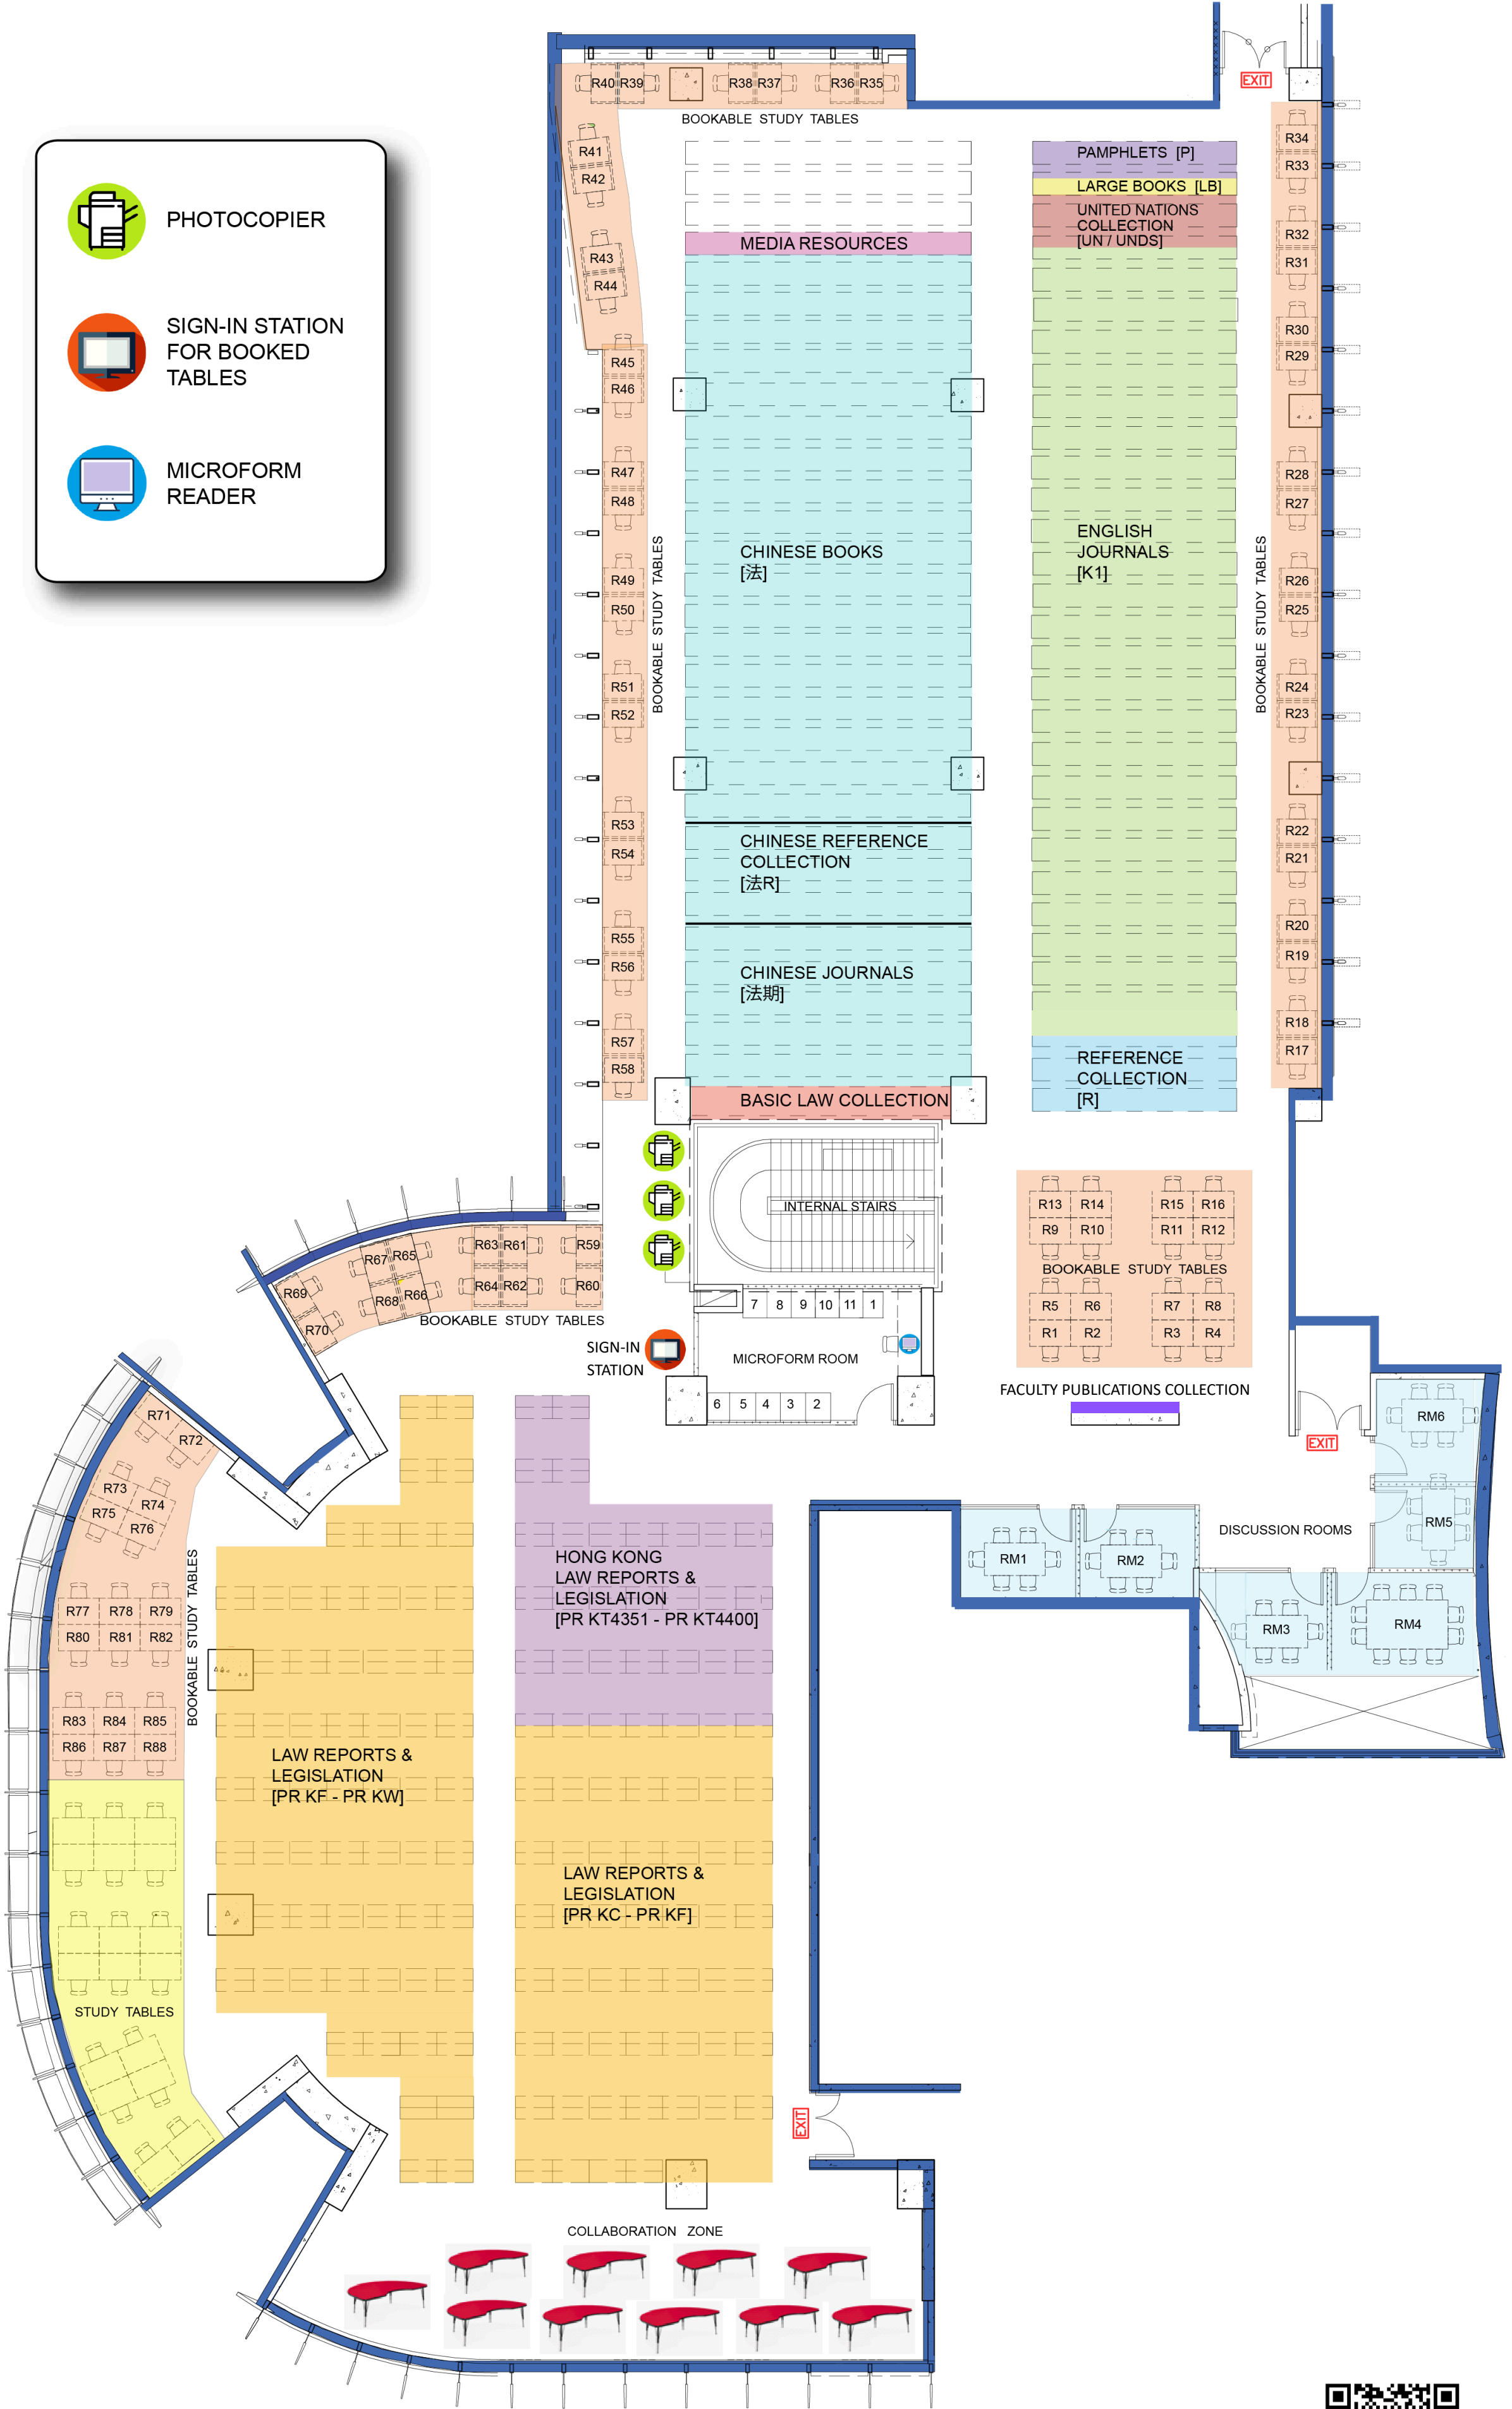 PHOTOCOPIER
SIGN-IN STATION
FOR BOOKED
TABLES
MICROFORM
READER
EXIT
R40 R39
R38 R37
R36 R35
BOOKABLE STUDY TABLES
R41
R42
R43
R44
R45
R46
R47
R48
R49
R50
R51
R52
R53
R54
R55
R56
R57
R58
BOOKABLE STUDY TABLES
MEDIA RESOURCES
CHINESE BOOKS
[法]
CHINESE REFERENCE
COLLECTION
[法R]
CHINESE JOURNALS
[法期]
BASIC LAW COLLECTION
PAMPHLETS [P]
LARGE BOOKS [LB]
UNITED NATIONS
COLLECTION
[UN / UNDS]
ENGLISH
JOURNALS
[K1]
REFERENCE
COLLECTION
[R]
BOOKABLE STUDY TABLES
R34
R33
R32
R31
R30
R29
R28
R27
R26
R25
R24
R23
R22
R21
R20
R19
R18
R17
INTERNAL STAIRS
R13 R14
R15 R16
R9 R10
R11 R12
BOOKABLE STUDY TABLES
R5 R6
R7 R8
R1 R2
R3 R4
FACULTY PUBLICATIONS COLLECTION
R67 R65
R63 R61
R59
R69
R68 R66
R64 R62
R60
R70
BOOKABLE STUDY TABLES
SIGN-IN
STATION
7 8 9 10 11 1
MICROFORM ROOM
6 5 4 3 2
EXIT
RM6
RM5
DISCUSSION ROOMS
RM1
RM2
RM3
RM4
R71
R72
R73
R74
R75
R76
R77 R78 R79
R80 R81 R82
R83 R84 R85
R86 R87 R88
BOOKABLE STUDY TABLES
STUDY TABLES
HONG KONG
LAW REPORTS &
LEGISLATION
[PR KT4351 - PR KT4400]
LAW REPORTS &
LEGISLATION
[PR KF - PR KW]
LAW REPORTS &
LEGISLATION
[PR KC - PR KF]
EXIT
COLLABORATION ZONE